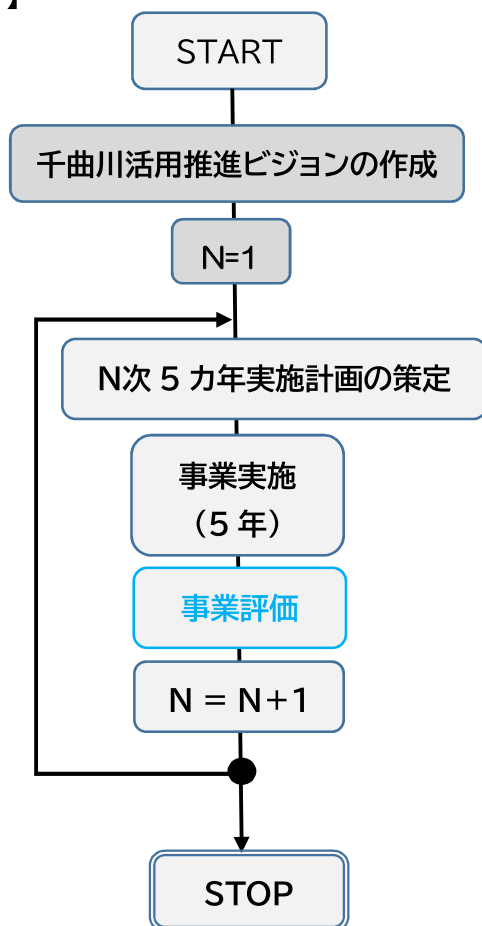 】
START
千曲川活用推進ビジョンの作成
N=1
N次 5 カ年実施計画の策定
事業実施
（5 年）
事業評価
N = N+1
STOP